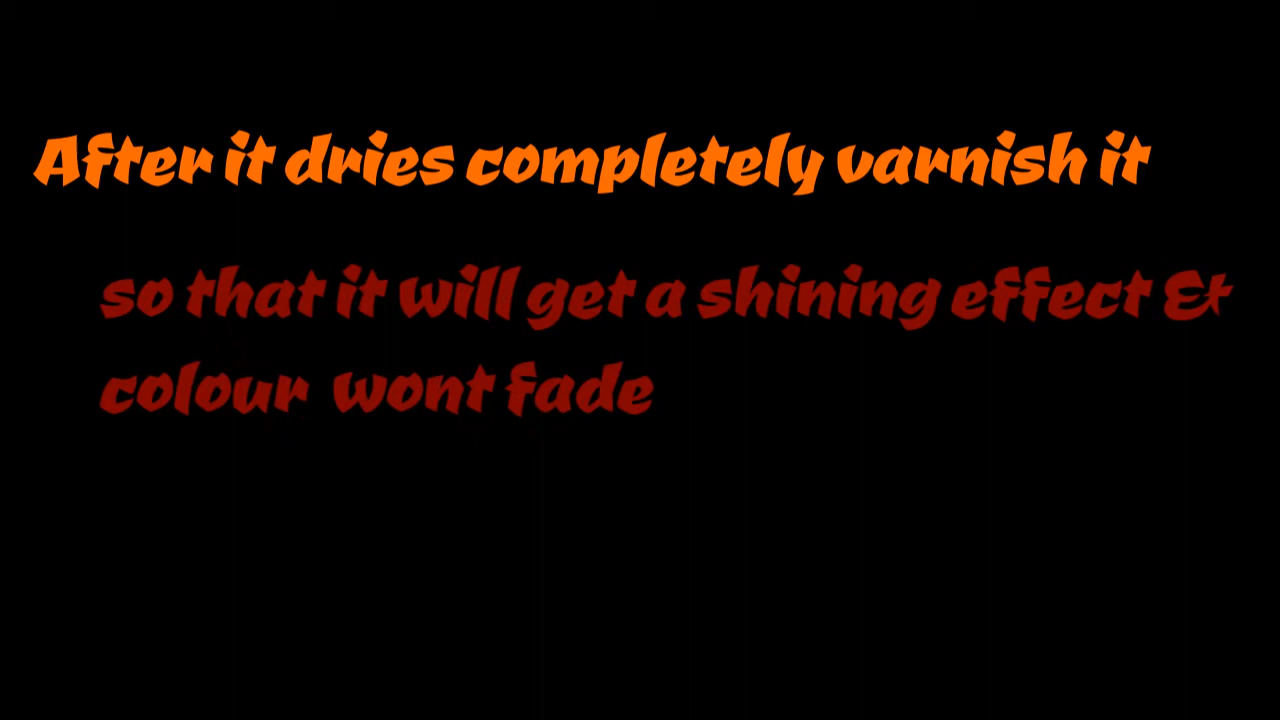 After it dries completely varnish it
so that it will get a shining effect &
colour wont fade